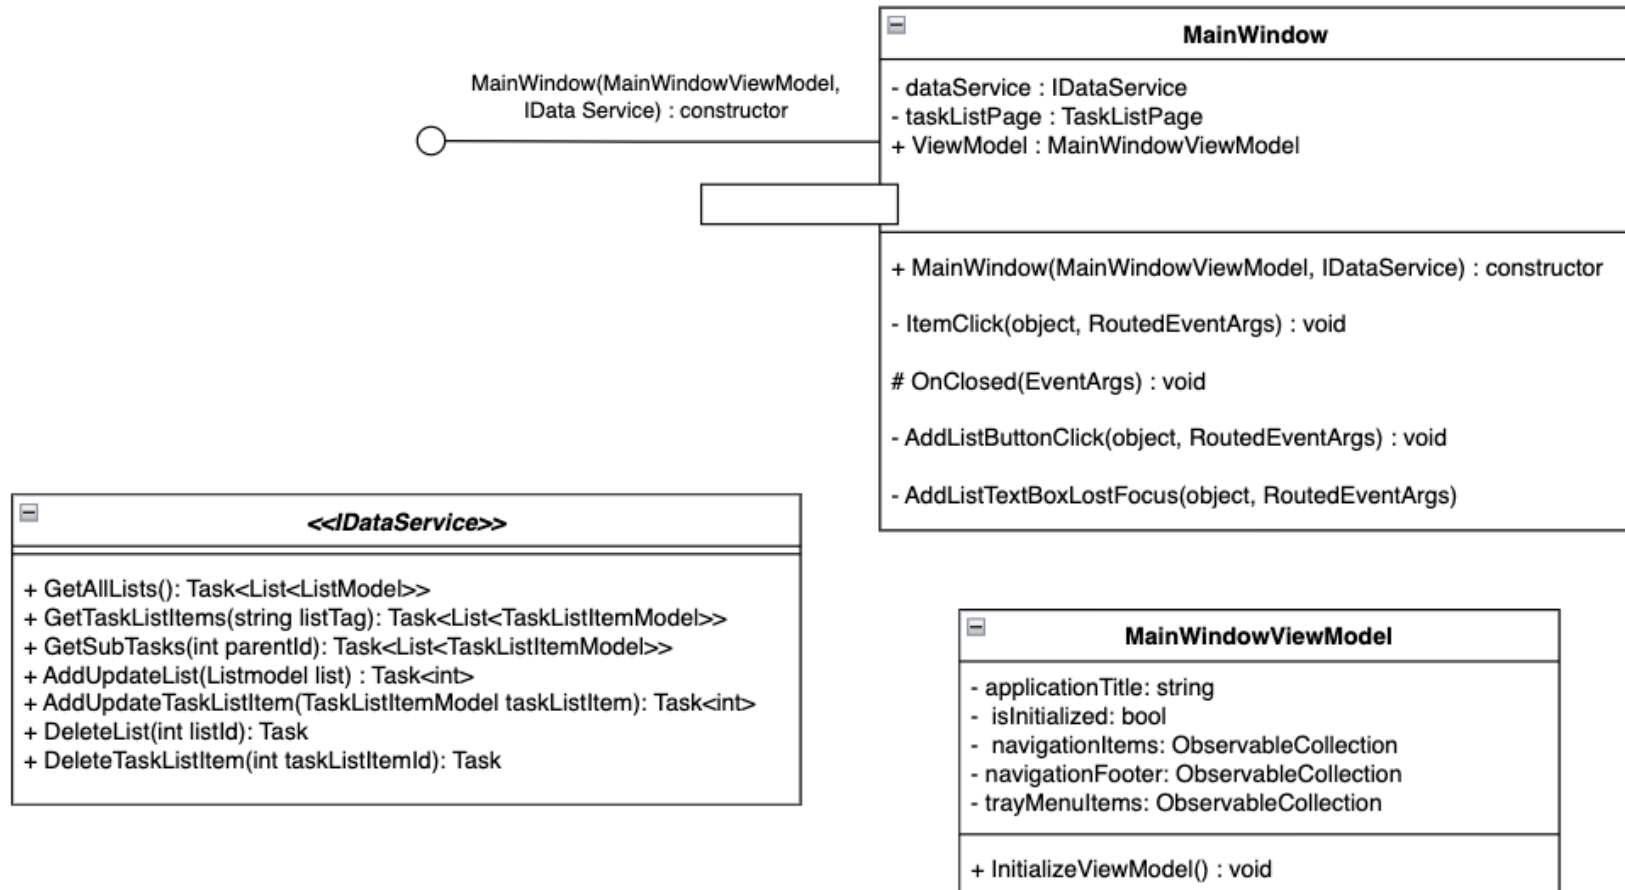 MainWindow
MainWindow(MainWindowViewModel,
IData Service) : constructor
- dataService : IDataService
- taskListPage : TaskListPage
+ ViewModel : MainWindowViewModel
+ MainWindow(MainWindowViewModel, IDataService) : constructor
- ItemClick(object, RoutedEventArgs) : void
# OnClosed(EventArgs) : void
- AddListButtonClick(object, RoutedEventArgs) : void
- AddListTextBoxLostFocus(object, RoutedEventArgs)
<<IDataService>>
+ GetAllLists(): Task<List<ListModel>>
+ GetTaskListItems(string listTag): Task<List<TaskListItemModel>>
+ GetSubTasks(int parentId): Task<List<TaskListItemModel>>
+ AddUpdateList(Listmodel list) : Task<int>
+ AddUpdateTaskListItem(TaskListItemModel taskListItem): Task<int>
+ DeleteList(int listId): Task
+ DeleteTaskListItem(int taskListItemId): Task
MainWindowViewModel
- applicationTitle: string
- isInitialized: bool
- navigationItems: ObservableCollection
- navigationFooter: ObservableCollection
- trayMenuItems: ObservableCollection
+ InitializeViewModel() : void